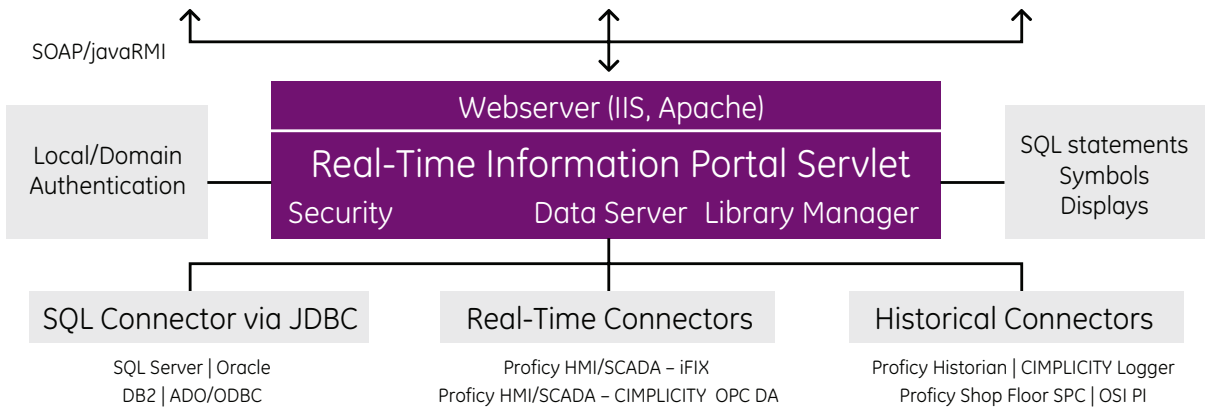 SOAP/javaRMI
Webserver (IIS, Apache)
Local/Domain
Authentication
Real-Time Information Portal Servlet
Security Data Server Library Manager
SQL statements
Symbols
Displays
SQL Connector via JDBC
SQL Server | Oracle
DB2 | ADO/ODBC
Real-Time Connectors
Proficy HMI/SCADA – iFIX
Proficy HMI/SCADA – CIMPLICITY OPC DA
Historical Connectors
Proficy Historian | CIMPLICITY Logger
Proficy Shop Floor SPC | OSI PI